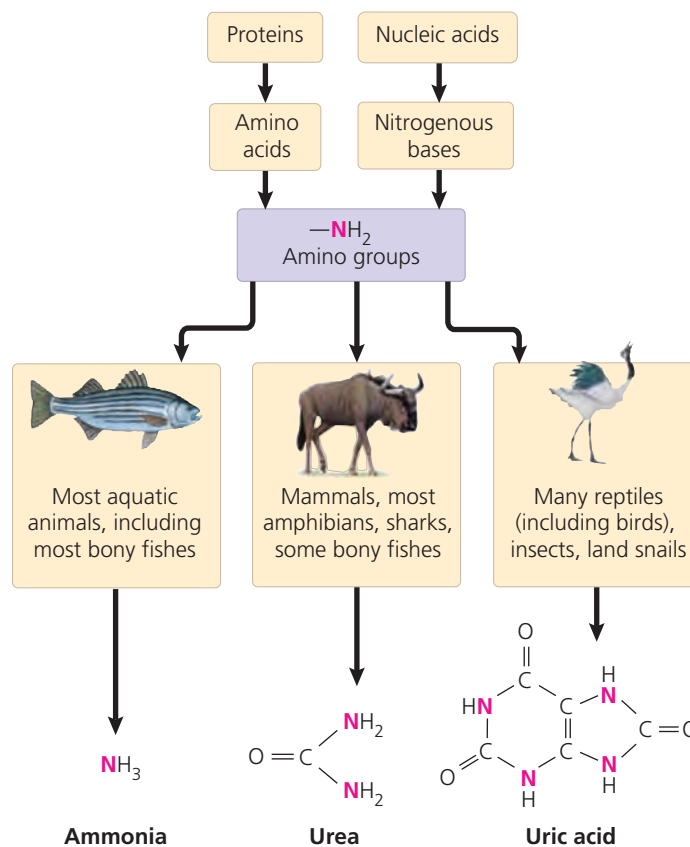 Proteins
Nucleic acids
Amino
acids
Nitrogenous
bases
—NH₂
Amino groups
Most aquatic
animals, including
most bony fishes
Mammals, most
amphibians, sharks,
some bony fishes
Many reptiles
(including birds),
insects, land snails
NH₃
Ammonia
NH₂
O=C
NH₂
Urea
O
C
H
N
HN
C
C=O
C
C
O
N
H
N
H
Uric acid